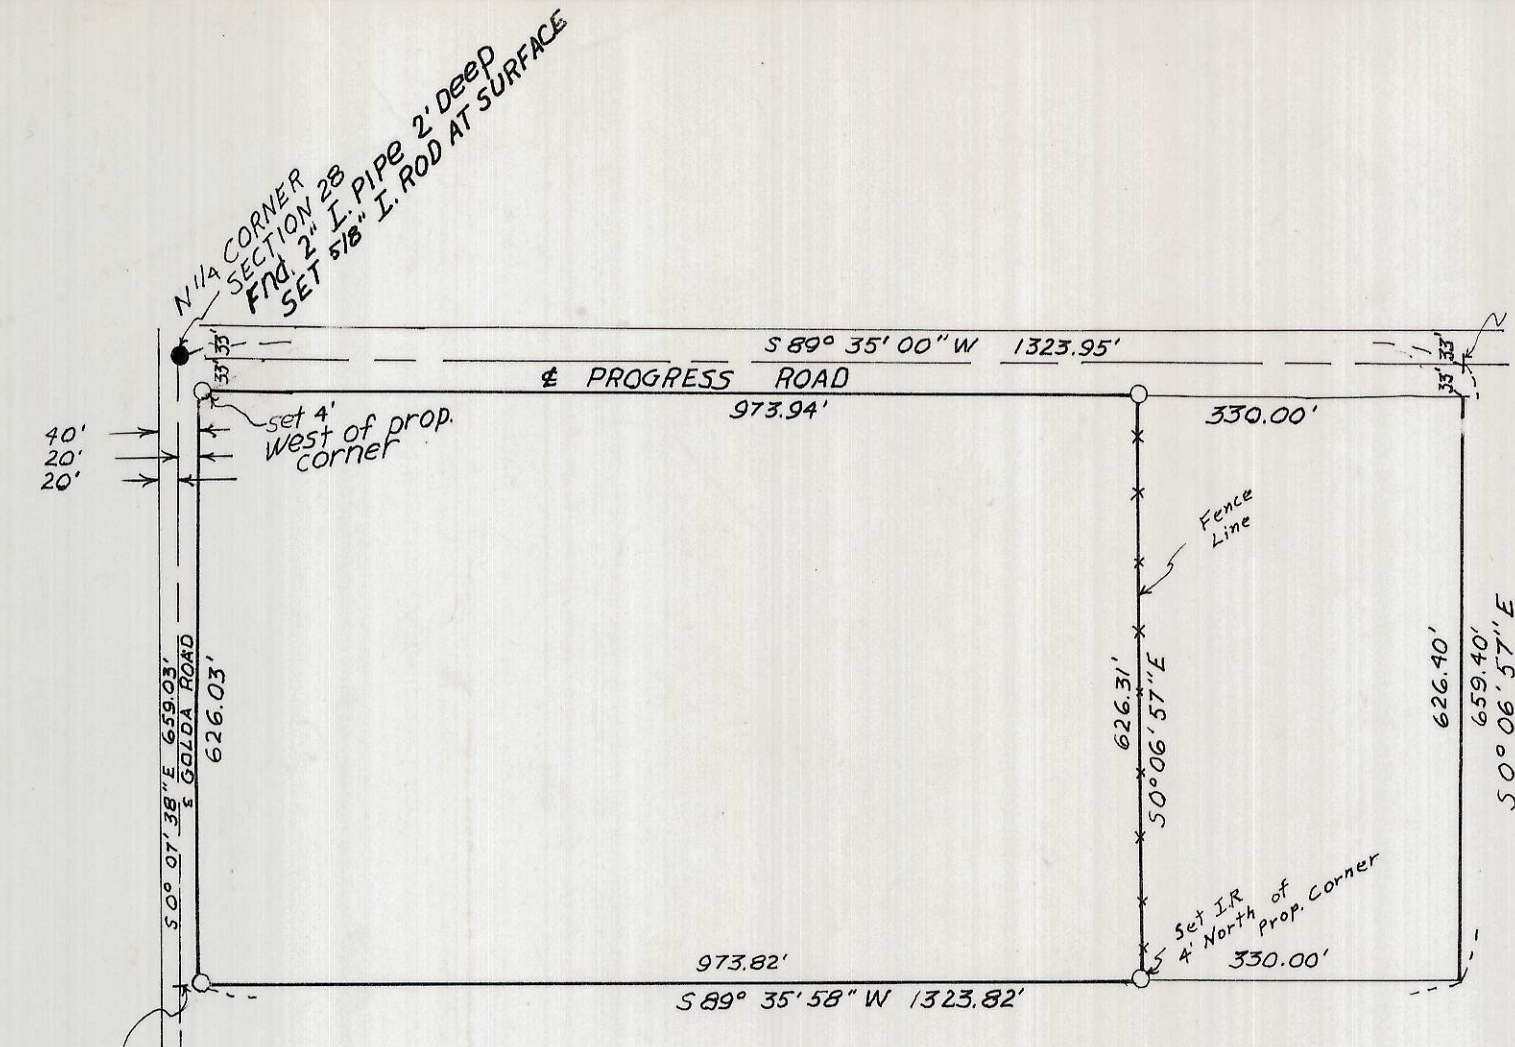 N 1/4 CORNER
SECTION 28
Fnd. 2" I. PIPe 2' Deep
SET 5/8" I. ROD AT SURFACE
33'
33'
S 89° 35' 00" W 1323.95'
33'
33'
℄ PROGRESS ROAD
973.94'
330.00'
set 4'
West of prop.
corner
40'
20'
20'
Fence
Line
S 0° 07' 38" E 659.03'
℄ GOLDA ROAD
626.03'
626.31'
S 0° 06' 57" E
626.40'
659.40'
S 0° 06' 57" E
Set I.R
4' North of
prop. Corner
973.82'
330.00'
S 89° 35' 58" W 1323.82'